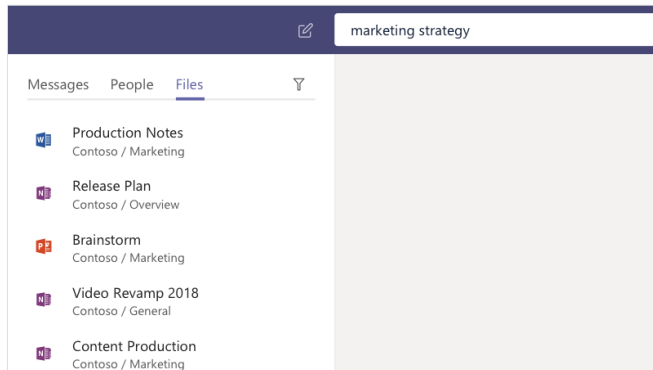 marketing strategy
Messages People Files
Production Notes
Contoso / Marketing
Release Plan
Contoso / Overview
Brainstorm
Contoso / Marketing
Video Revamp 2018
Contoso / General
Content Production
Contoso / Marketing